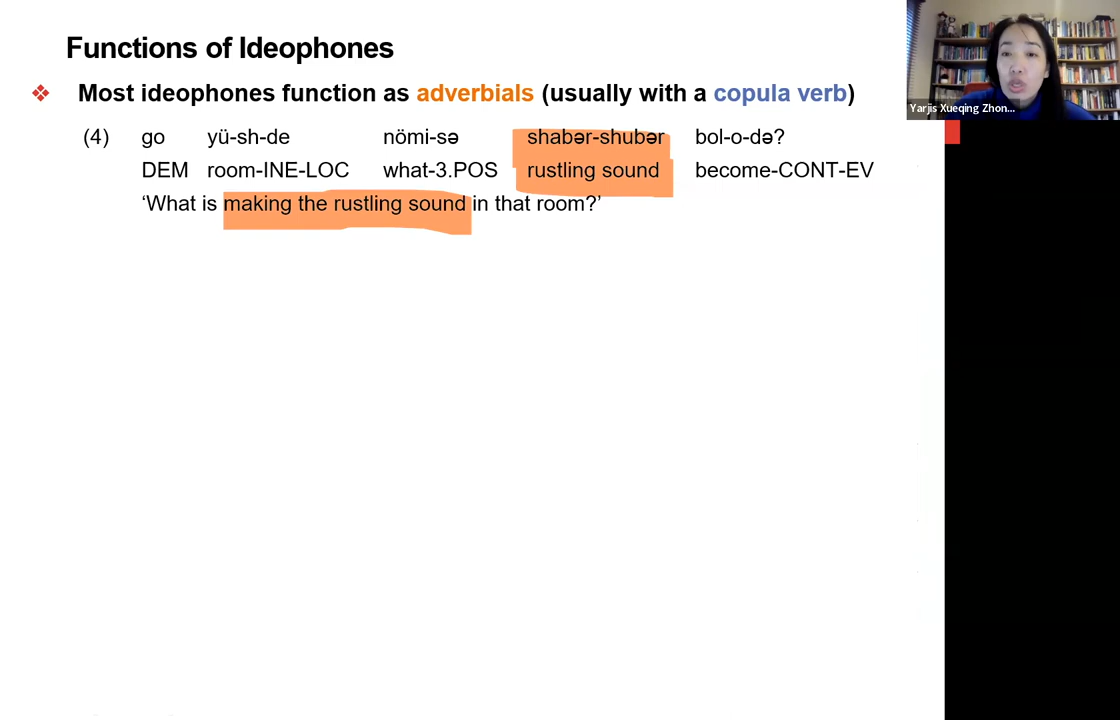 Functions of Ideophones
❖ Most ideophones function as adverbials (usually with a copula verb)
(4) go yü-sh-de nömi-sə shabər-shubər bol-o-də?
DEM room-INE-LOC what-3.POS rustling sound become-CONT-EV
‘What is making the rustling sound in that room?’
Yarjis Xueqing Zhon...